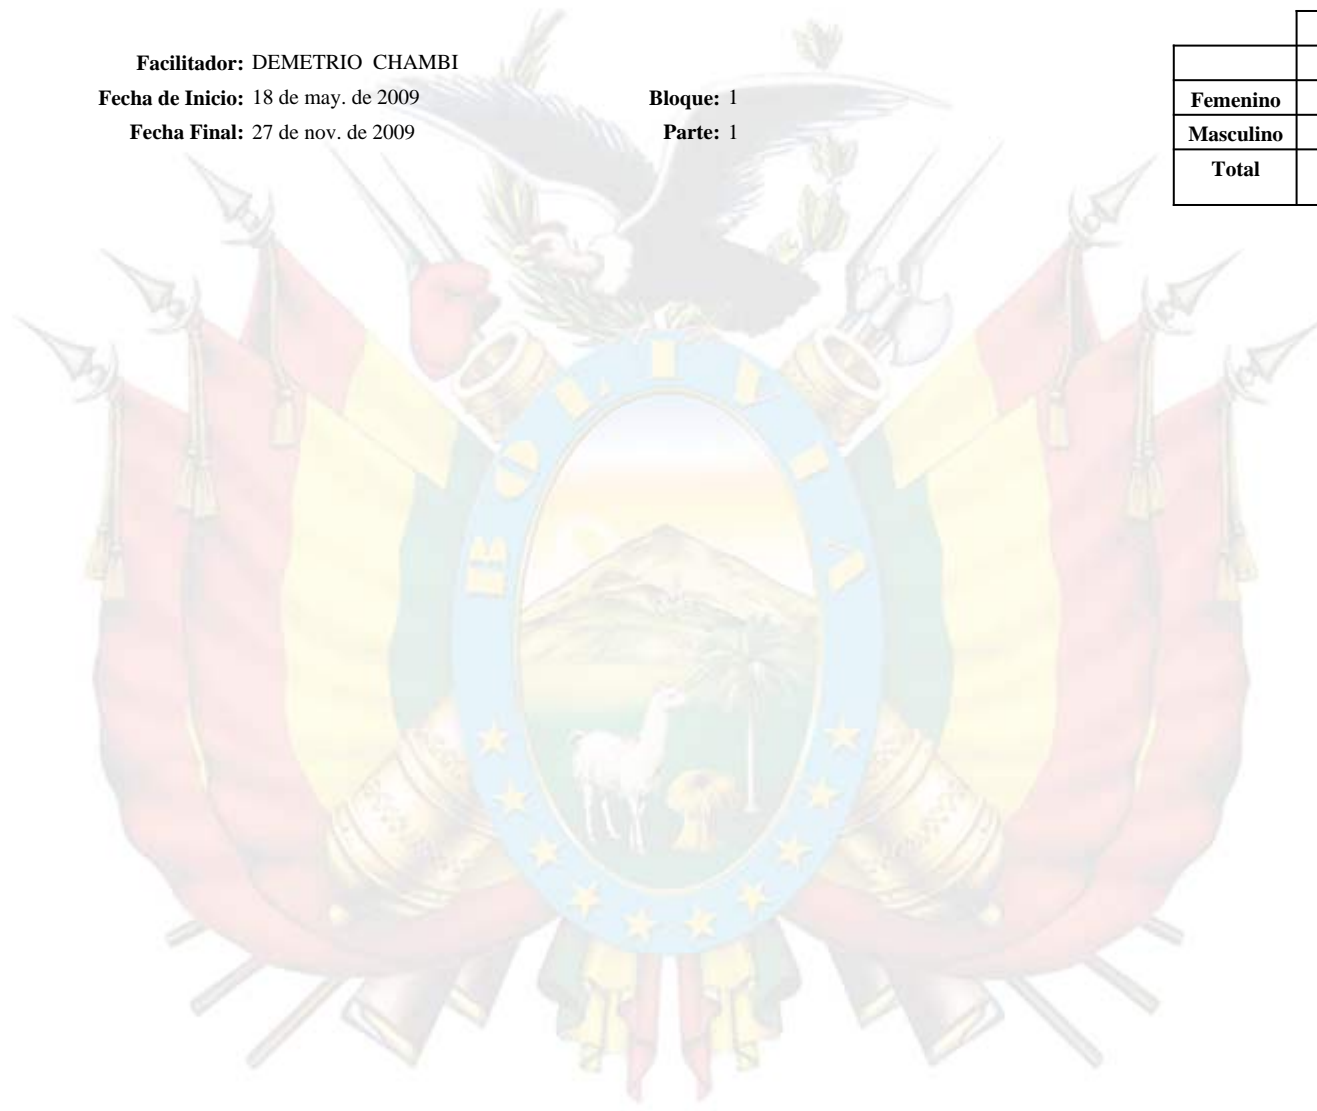 Facilitador: DEMETRIO CHAMBI
Fecha de Inicio: 18 de may. de 2009 Bloque: 1
Fecha Final: 27 de nov. de 2009 Parte: 1
Femenino
Masculino
Total
BOLIVIA